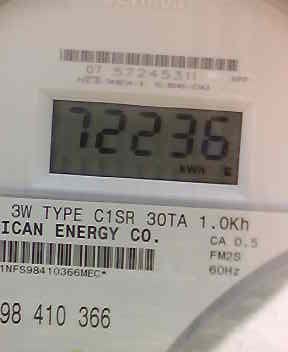 07 57245311
72236
KWH
3W TYPE C1SR 30TA 1.0Kh
ICAN ENERGY CO.
CA 0.5
FM2S
60Hz
1NFS98410366MEC*
98 410 366